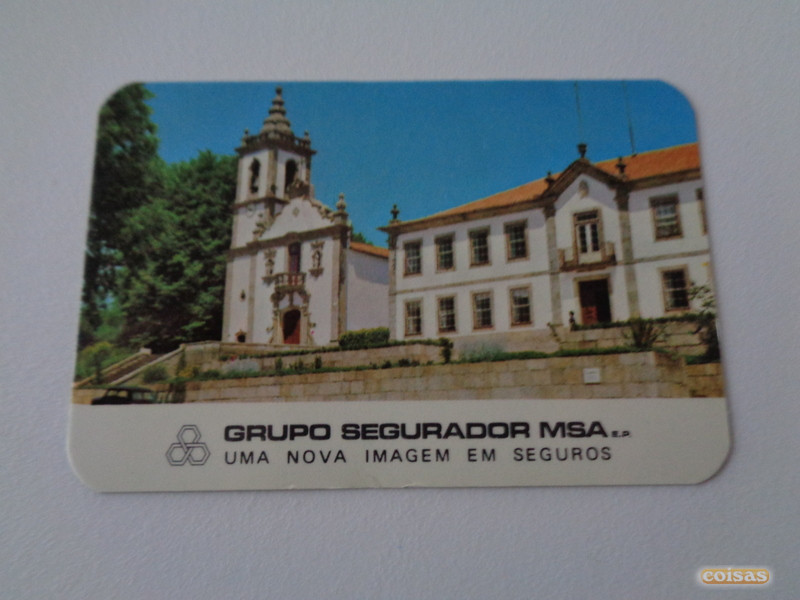 GRUPO SEGURADOR MSA E.P.
UMA NOVA IMAGEM EM SEGUROS
coisas